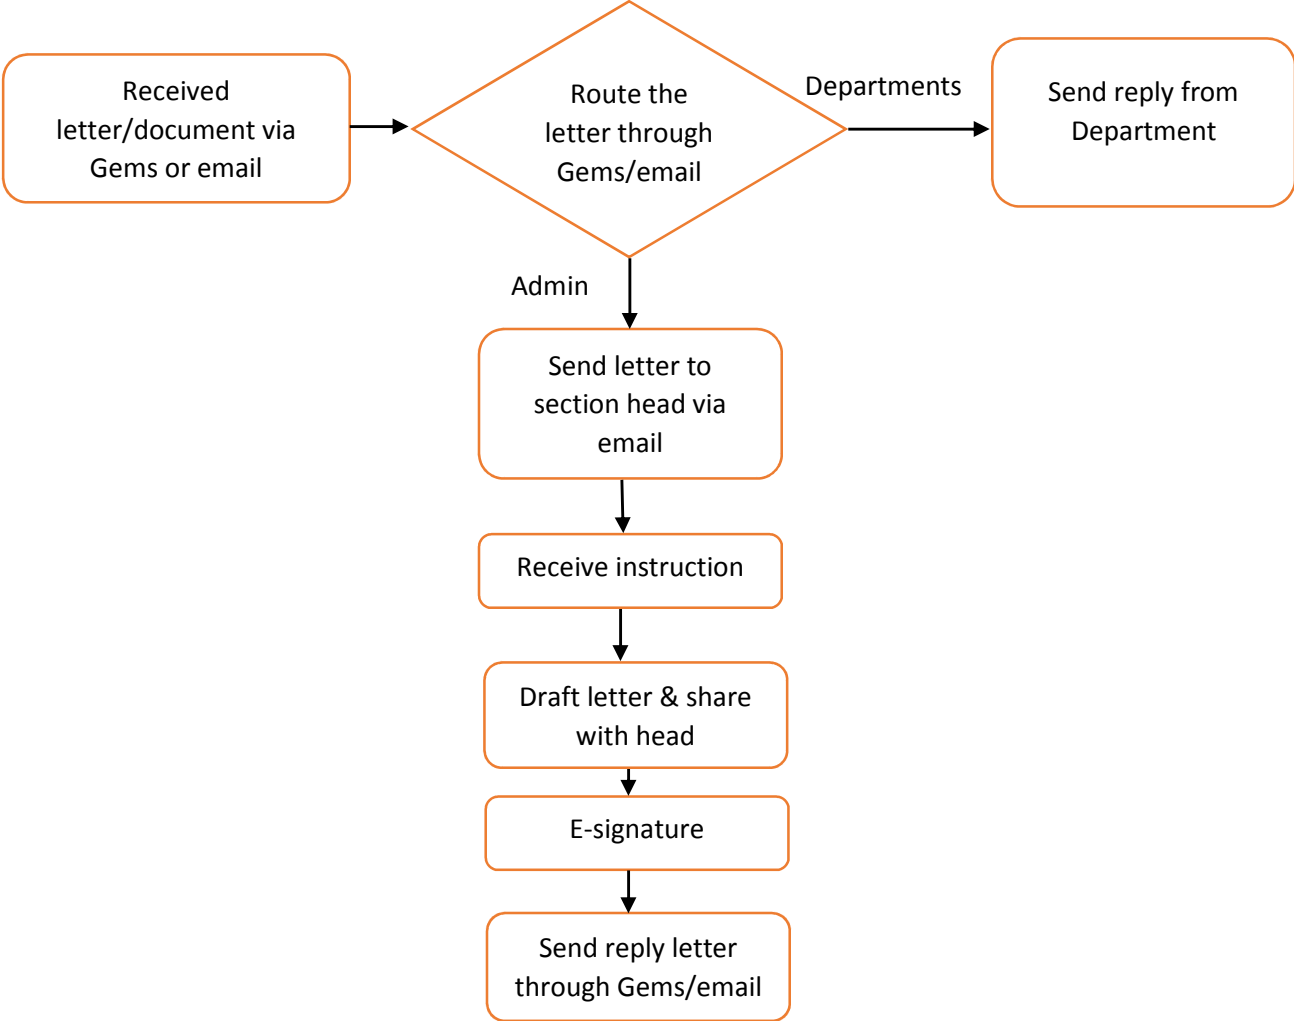 Received
letter/document via
Gems or email
Route the
letter through
Gems/email
Departments
Send reply from
Department
Admin
Send letter to
section head via
email
Receive instruction
Draft letter & share
with head
E-signature
Send reply letter
through Gems/email